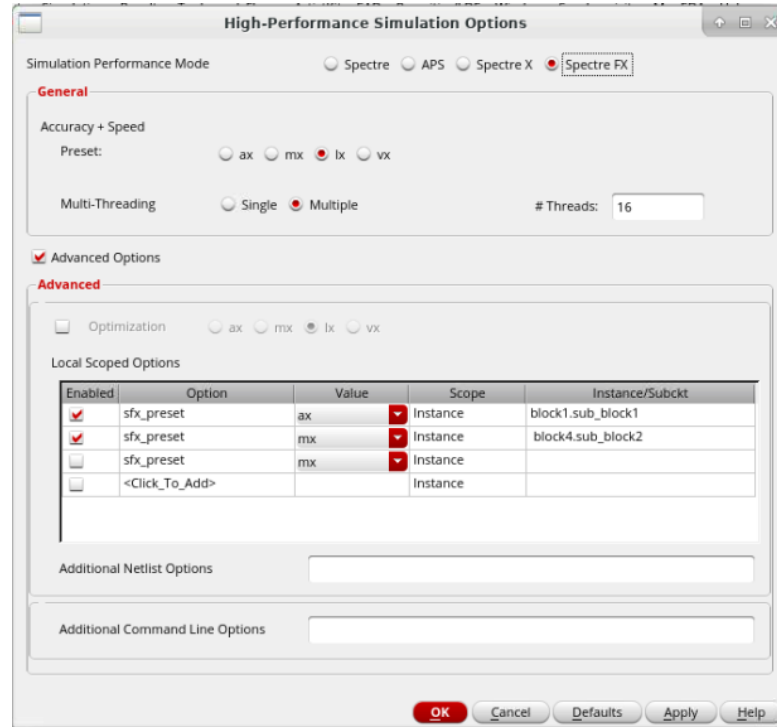 High-Performance Simulation Options
Simulation Performance Mode Spectre APS Spectre X Spectre FX
General
Accuracy + Speed
Preset: ax mx lx vx
Multi-Threading Single Multiple # Threads: 16
Advanced Options
Advanced
Optimization ax mx lx vx
Local Scoped Options
Enabled Option Value Scope Instance/Subckt
sfx_preset ax Instance block1.sub_block1
sfx_preset mx Instance block4.sub_block2
sfx_preset mx Instance
<Click_To_Add> Instance
Additional Netlist Options
Additional Command Line Options
OK Cancel Defaults Apply Help